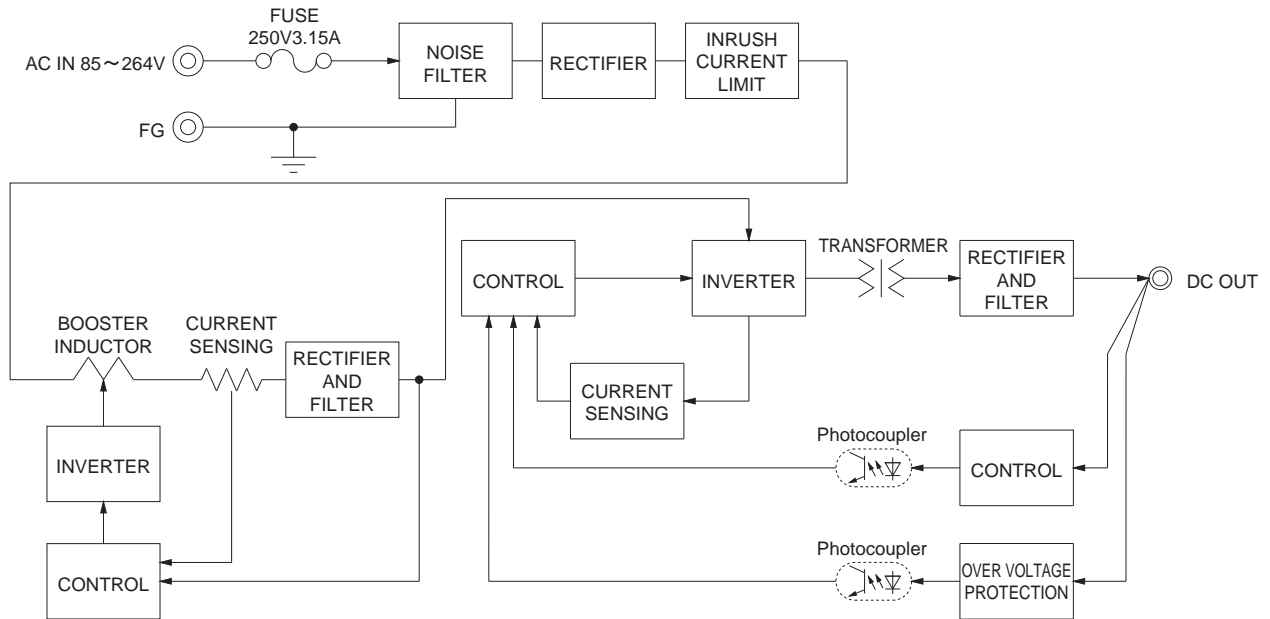 FUSE
250V3.15A
AC IN 85～264V
NOISE
FILTER
RECTIFIER
INRUSH
CURRENT
LIMIT
FG
CONTROL
INVERTER
TRANSFORMER
RECTIFIER
AND
FILTER
DC OUT
BOOSTER
INDUCTOR
CURRENT
SENSING
RECTIFIER
AND
FILTER
CURRENT
SENSING
INVERTER
Photocoupler
CONTROL
CONTROL
Photocoupler
OVER VOLTAGE
PROTECTION